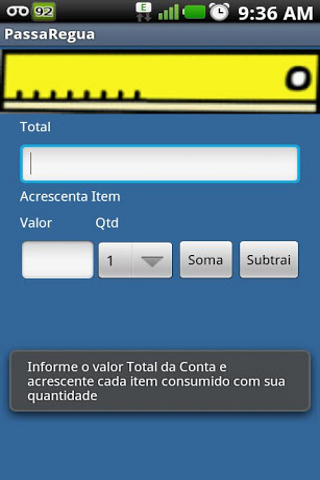 92
E
9:36 AM
PassaRegua
Total
Acrescenta Item
Valor Qtd
1 Soma Subtrai
Informe o valor Total da Conta e
acrescente cada item consumido com sua
quantidade